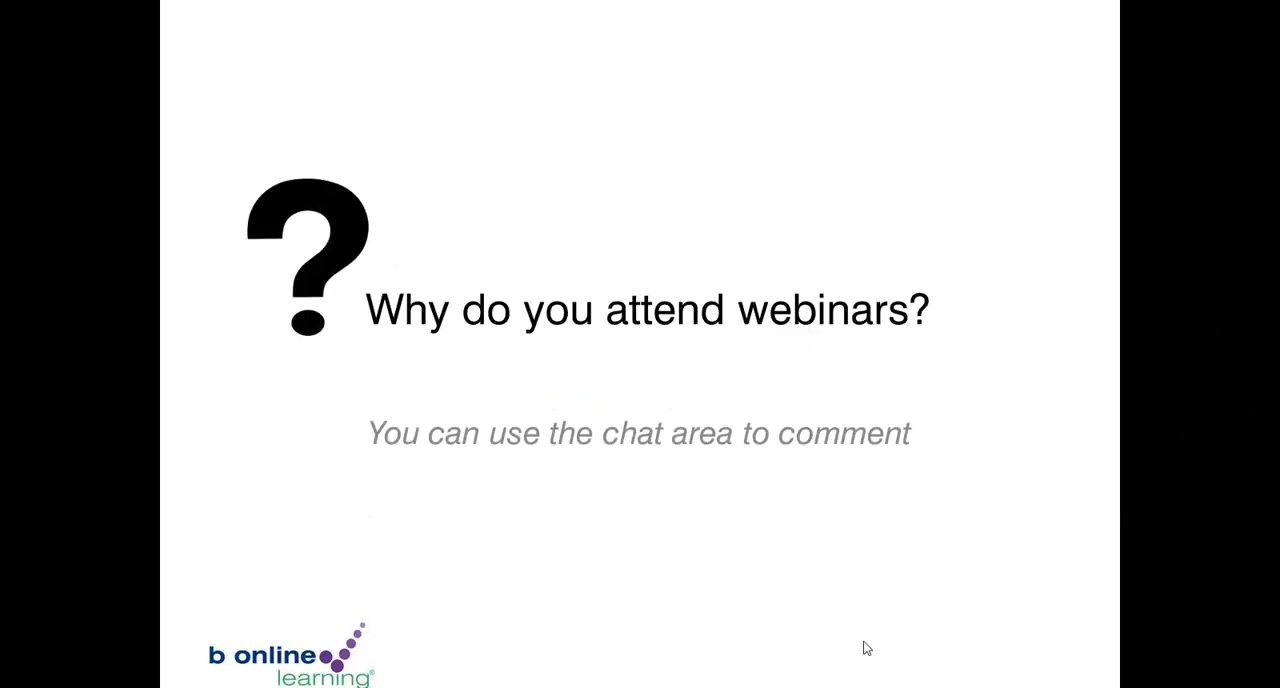 ?
Why do you attend webinars?
You can use the chat area to comment
b online
learning®